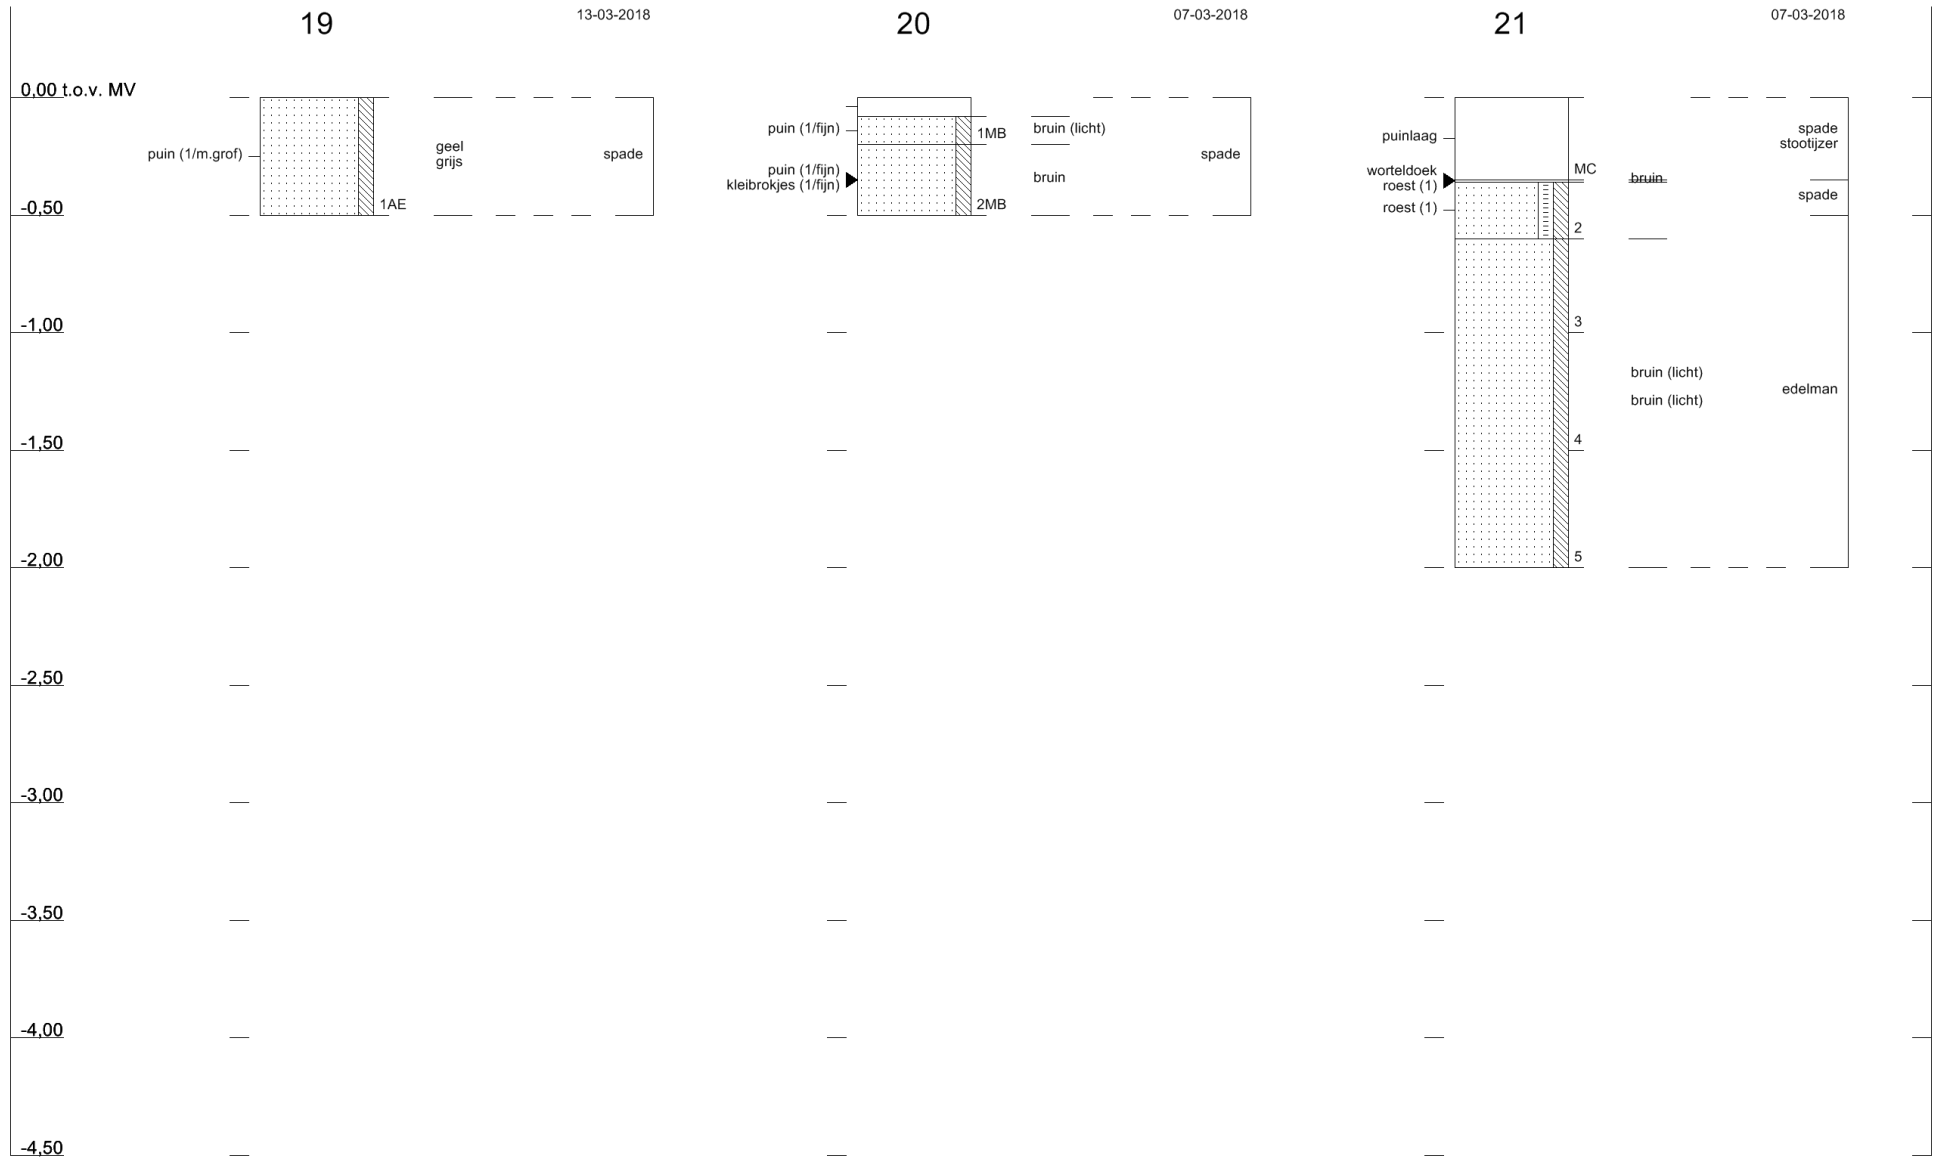 19
13-03-2018
20
07-03-2018
21
07-03-2018
0,00 t.o.v. MV
puin (1/m.grof)
geel
grijs
spade
1AE
puin (1/fijn)
1MB
bruin (licht)
puin (1/fijn)
kleibrokjes (1/fijn)
bruin
spade
2MB
puinlaag
spade
stootijzer
worteldoek
roest (1)
MC
bruin
spade
roest (1)
2
3
bruin (licht)
bruin (licht)
edelman
4
5
-0,50
-1,00
-1,50
-2,00
-2,50
-3,00
-3,50
-4,00
-4,50